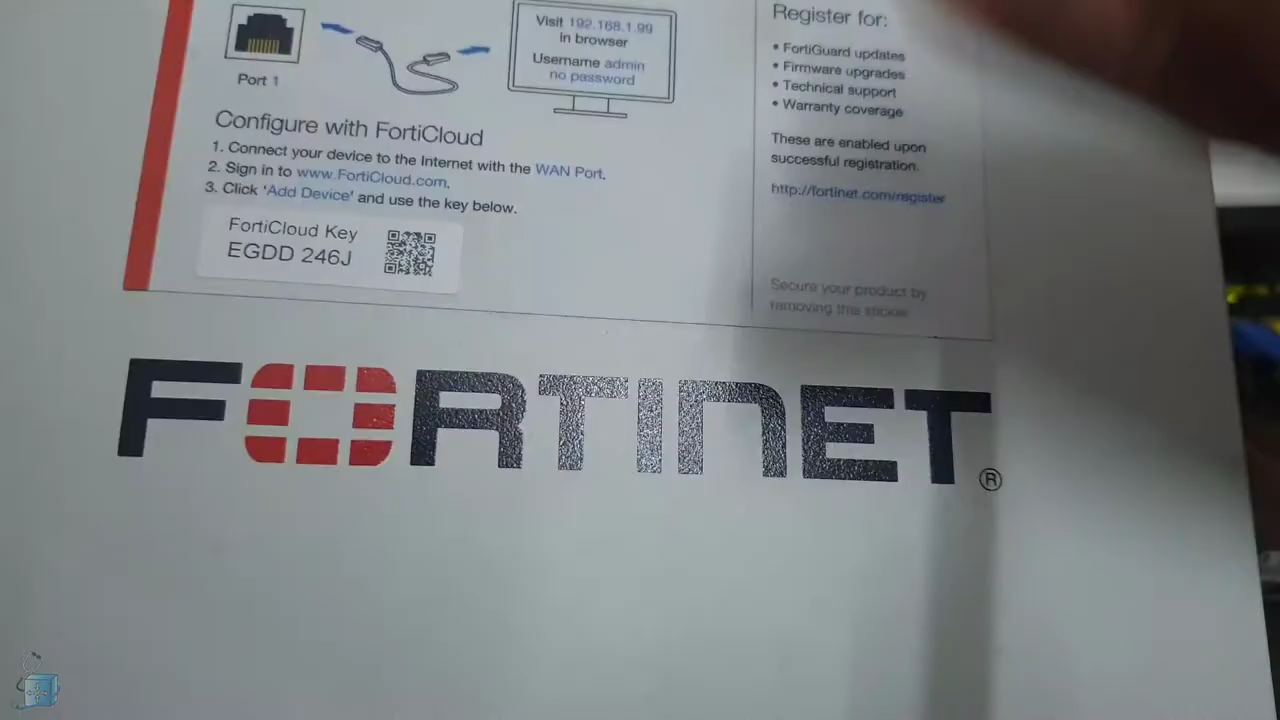 Port 1
Visit 192.168.1.99
in browser
Username admin
no password
Configure with FortiCloud
1. Connect your device to the Internet with the WAN Port.
2. Sign in to www.FortiCloud.com.
3. Click 'Add Device' and use the key below.
FortiCloud Key
EGDD 246J
Register for:
• FortiGuard updates
• Firmware upgrades
• Technical support
• Warranty coverage
These are enabled upon
successful registration.
http://fortinet.com/register
Secure your product by
removing this sticker
FORTINET®